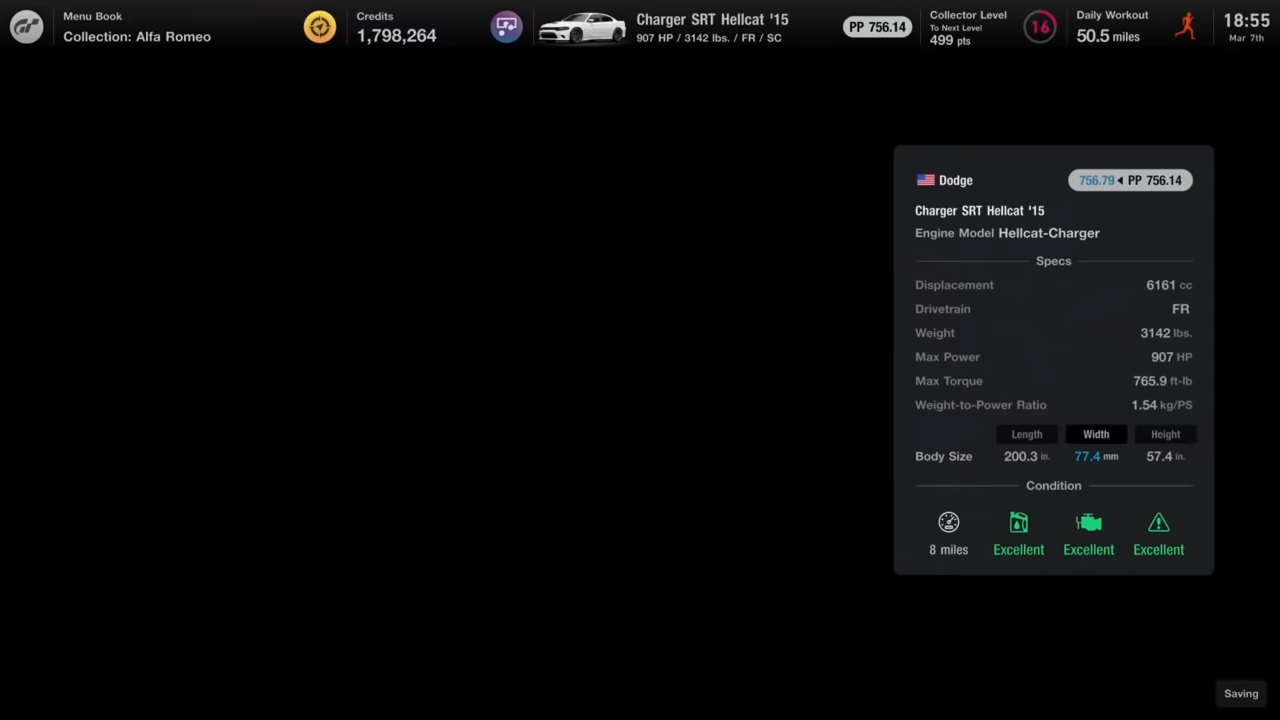 Menu Book
Collection: Alfa Romeo
Credits
1,798,264
Charger SRT Hellcat '15
907 HP / 3142 lbs. / FR / SC
PP 756.14
Collector Level
To Next Level
499 pts
16
Daily Workout
50.5 miles
18:55
Mar 7th
Dodge
756.79 ◂ PP 756.14
Charger SRT Hellcat '15
Engine Model Hellcat-Charger
Specs
Displacement 6161 cc
Drivetrain FR
Weight 3142 lbs.
Max Power 907 HP
Max Torque 765.9 ft-lb
Weight-to-Power Ratio 1.54 kg/PS
Length Width Height
Body Size 200.3 in. 77.4 mm 57.4 in.
Condition
8 miles Excellent Excellent Excellent
Saving